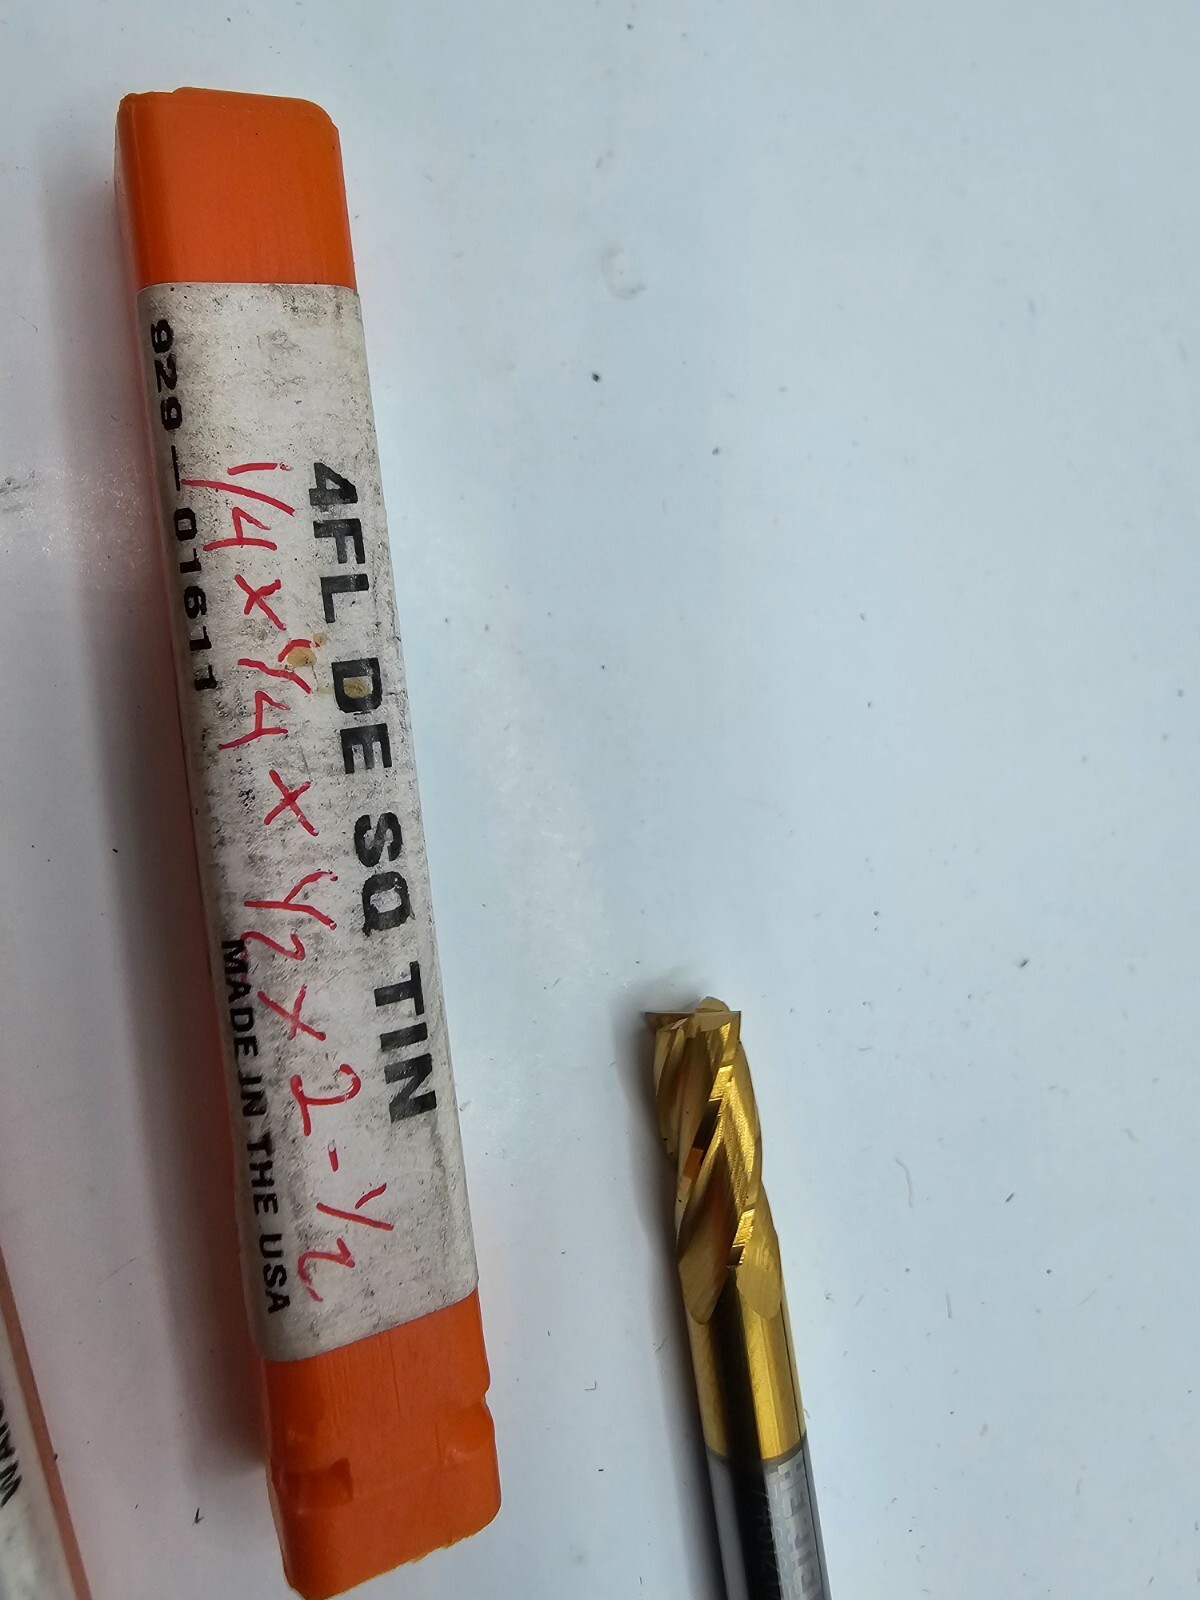 4FL DE SQ TIN
1/4 x 1/4 x 1/2 x 2-1/2
929-01611
MADE IN THE USA